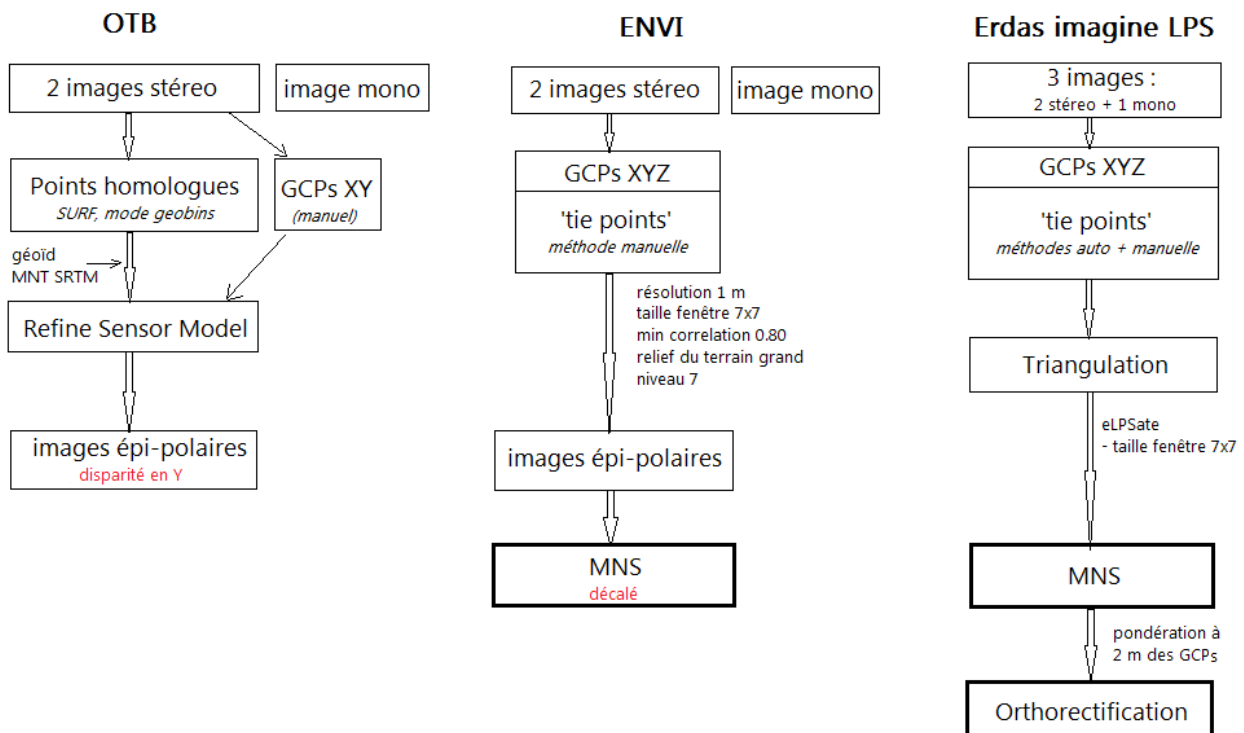 OTB
2 images stéreo
image mono
Points homologues
SURF, mode geobins
GCPs XY
(manuel)
géoïd
MNT SRTM
Refine Sensor Model
images épi-polaires
disparité en Y
ENVI
2 images stéreo
image mono
GCPs XYZ
'tie points'
méthode manuelle
résolution 1 m
taille fenêtre 7x7
min correlation 0.80
relief du terrain grand
niveau 7
images épi-polaires
MNS
décalé
Erdas imagine LPS
3 images :
2 stéreo + 1 mono
GCPs XYZ
'tie points'
méthodes auto + manuelle
Triangulation
eLPSate
- taille fenêtre 7x7
MNS
pondération à
2 m des GCPs
Orthorectification